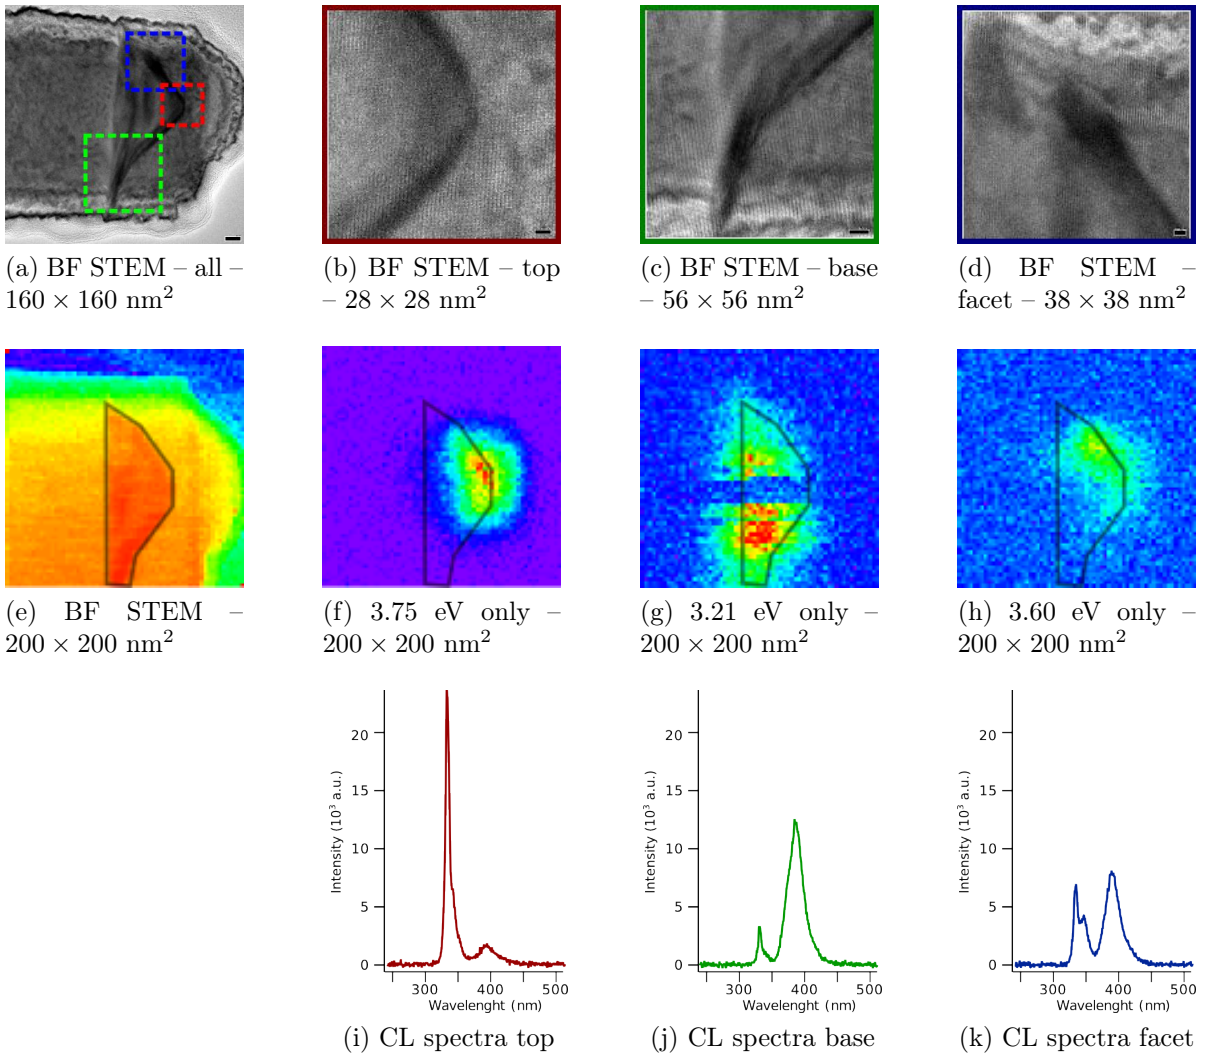 (a) BF STEM – all –
160 × 160 nm²
(b) BF STEM – top
– 28 × 28 nm²
(c) BF STEM – base
– 56 × 56 nm²
(d) BF STEM –
facet – 38 × 38 nm²
(e) BF STEM –
200 × 200 nm²
(f) 3.75 eV only –
200 × 200 nm²
(g) 3.21 eV only –
200 × 200 nm²
(h) 3.60 eV only –
200 × 200 nm²
Intensity (10³ a.u.)
20
15
10
5
0
300 400 500
Wavelenght (nm)
(i) CL spectra top
Intensity (10³ a.u.)
20
15
10
5
0
300 400 500
Wavelenght (nm)
(j) CL spectra base
Intensity (10³ a.u.)
20
15
10
5
0
300 400 500
Wavelenght (nm)
(k) CL spectra facet